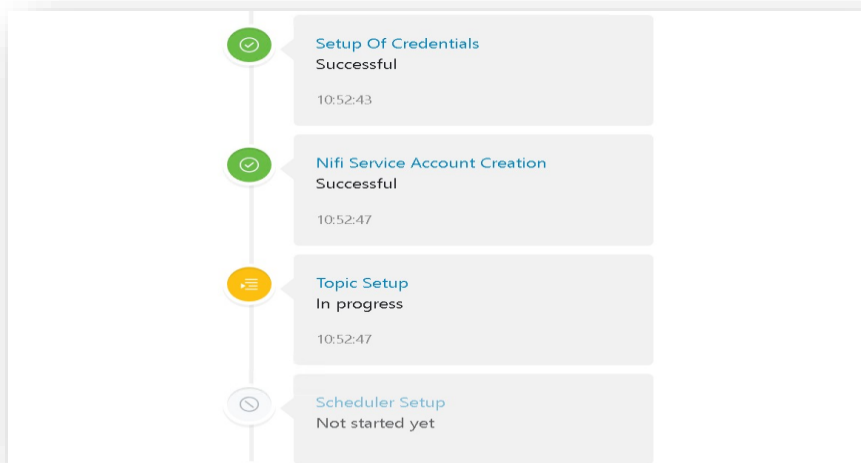 Setup Of Credentials
Successful
10:52:43
Nifi Service Account Creation
Successful
10:52:47
Topic Setup
In progress
10:52:47
Scheduler Setup
Not started yet